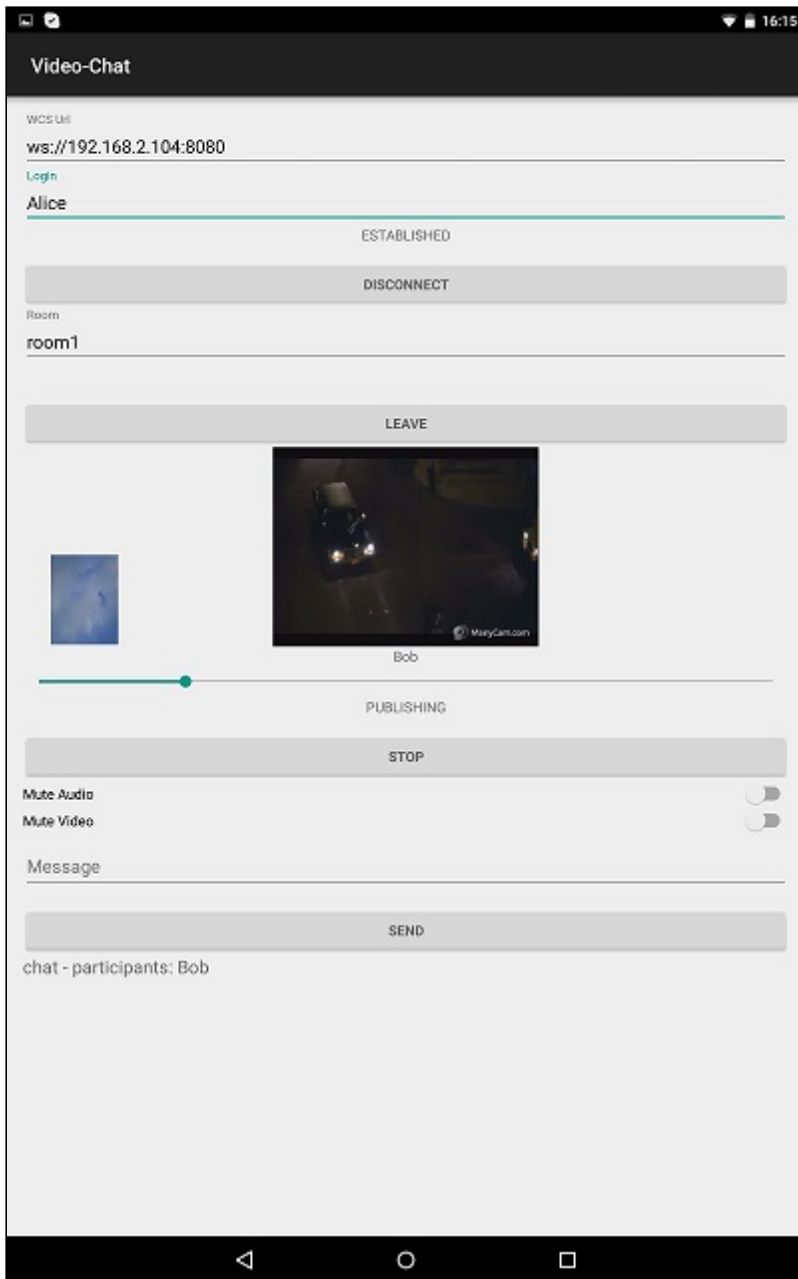 16:15
Video-Chat
WCS Url
ws://192.168.2.104:8080
Login
Alice
ESTABLISHED
DISCONNECT
Room
room1
LEAVE
ManyCam.com
Bob
PUBLISHING
STOP
Mute Audio
Mute Video
Message
SEND
chat - participants: Bob